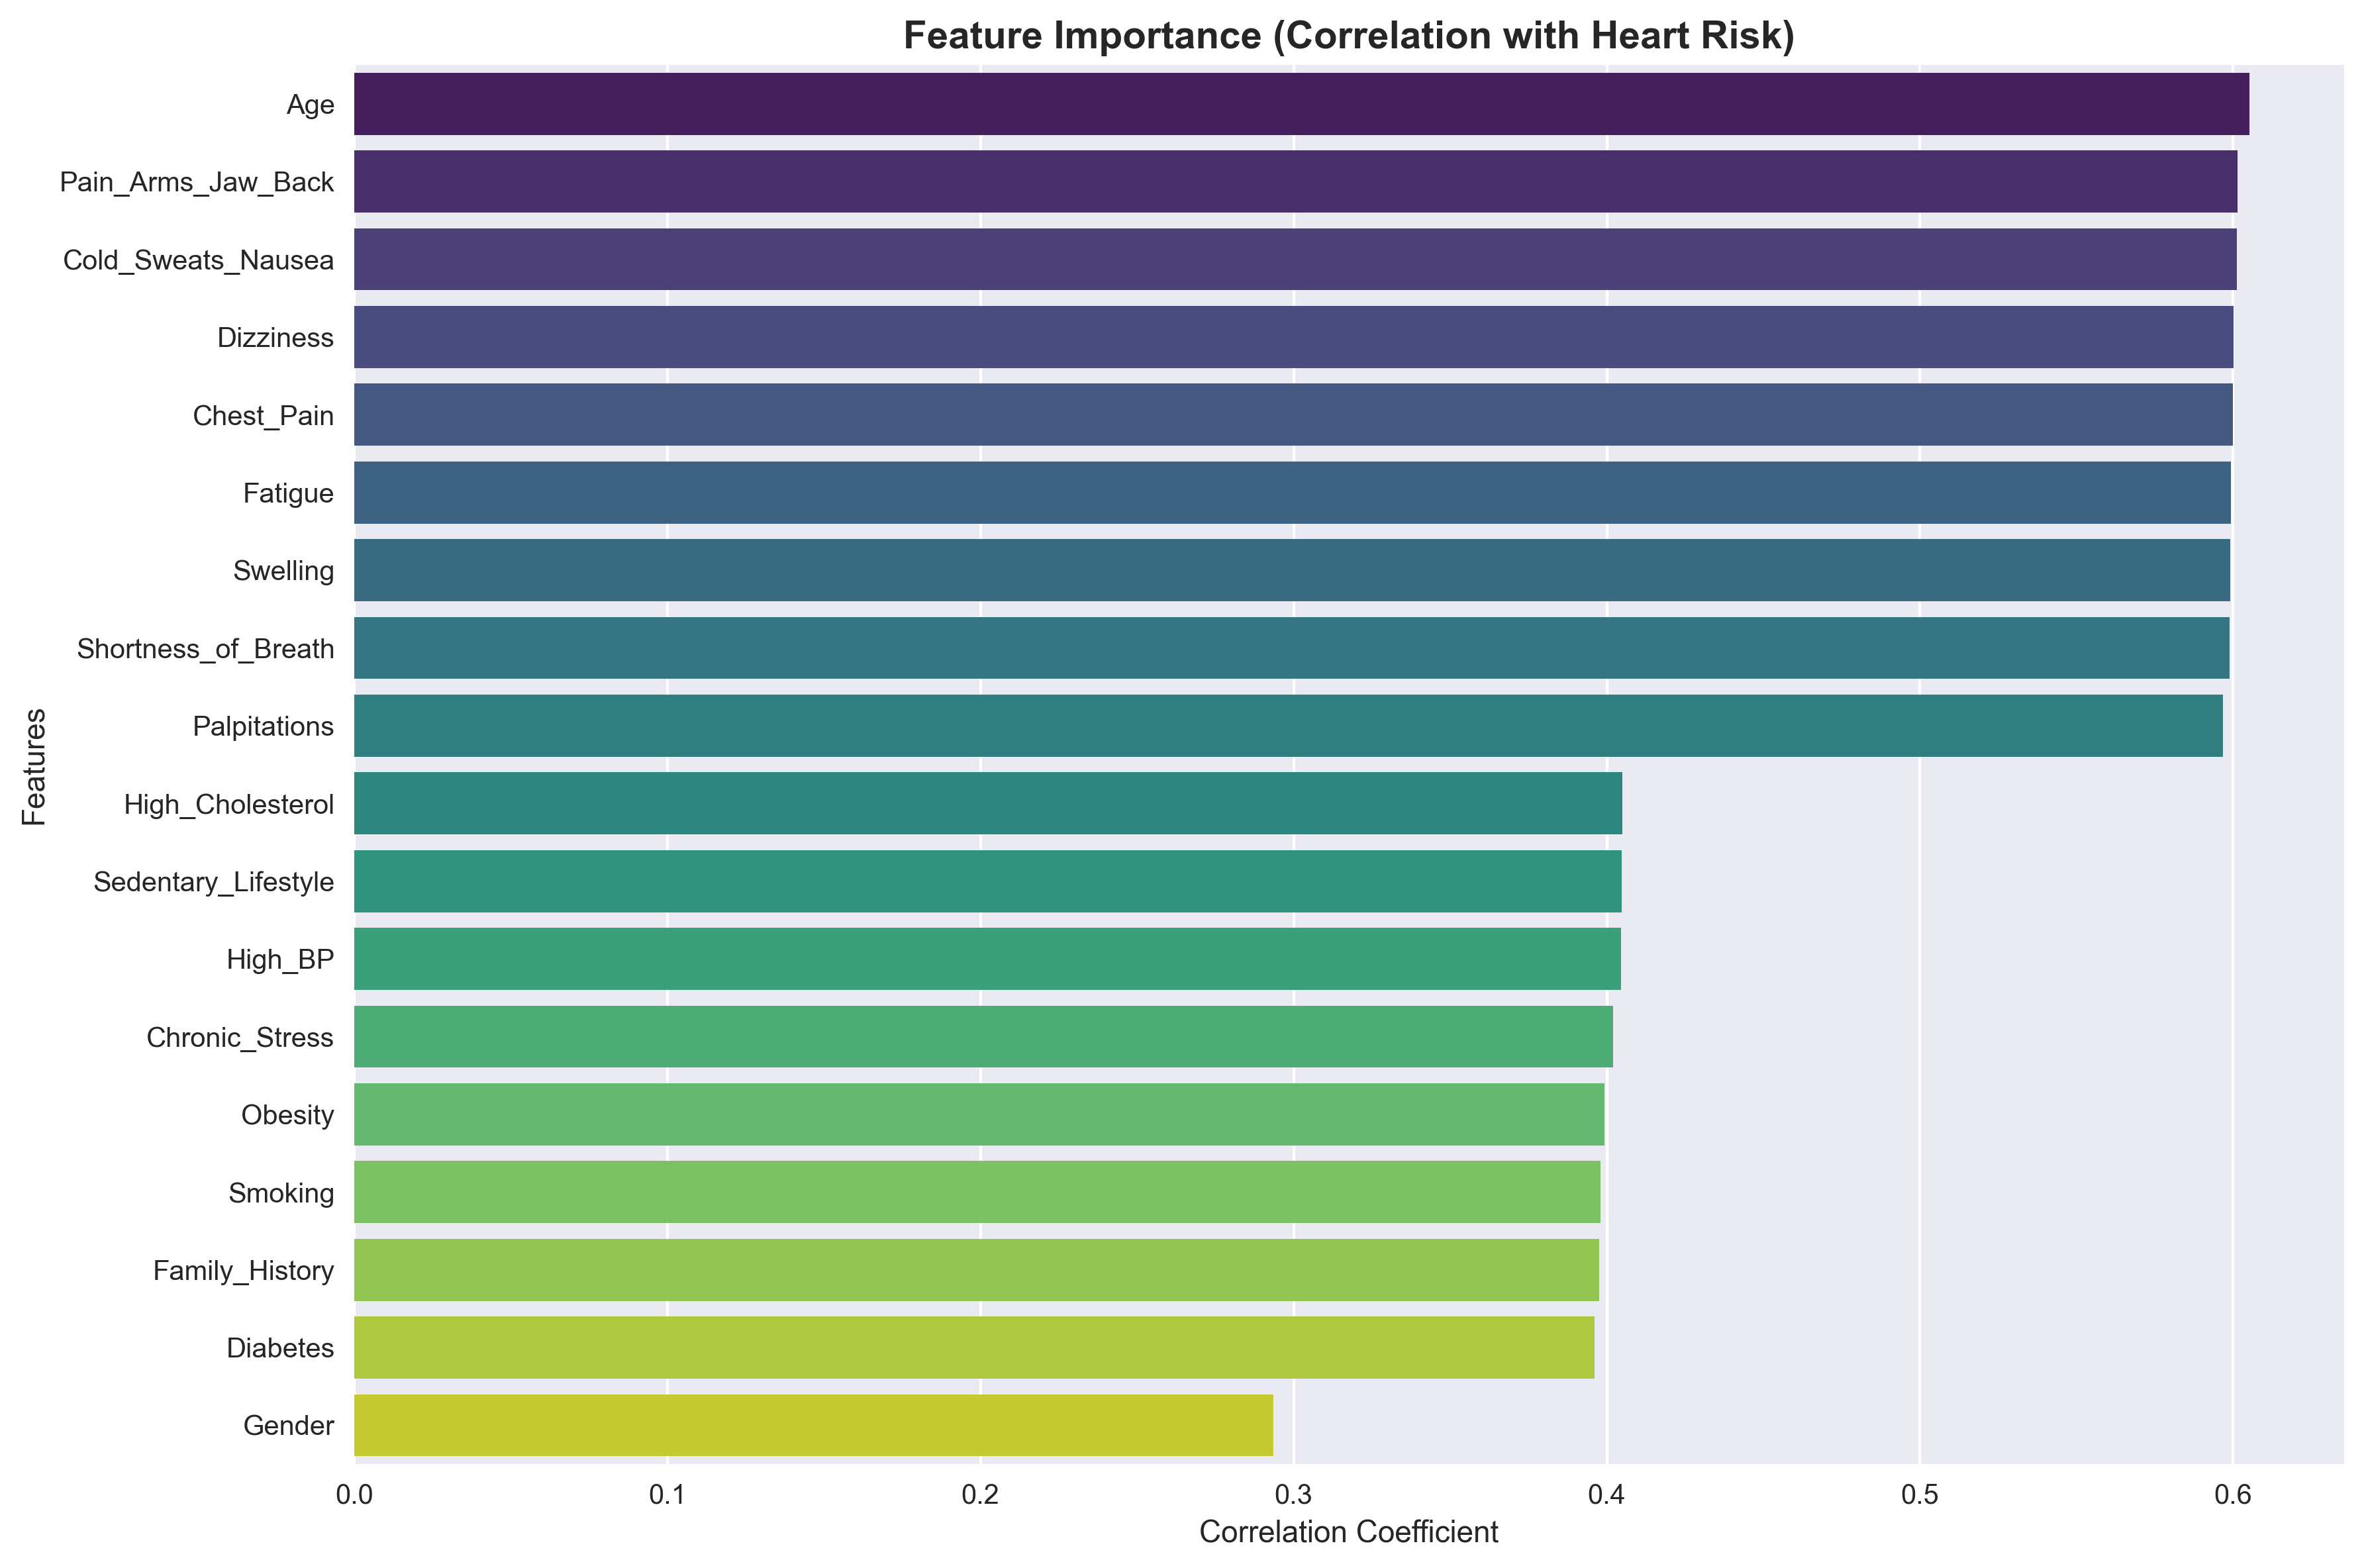 Feature Importance (Correlation with Heart Risk)
Age
Pain_Arms_Jaw_Back
Cold_Sweats_Nausea
Dizziness
Chest_Pain
Fatigue
Swelling
Shortness_of_Breath
Palpitations
High_Cholesterol
Sedentary_Lifestyle
High_BP
Chronic_Stress
Obesity
Smoking
Family_History
Diabetes
Gender
Features
0.0 0.1 0.2 0.3 0.4 0.5 0.6
Correlation Coefficient